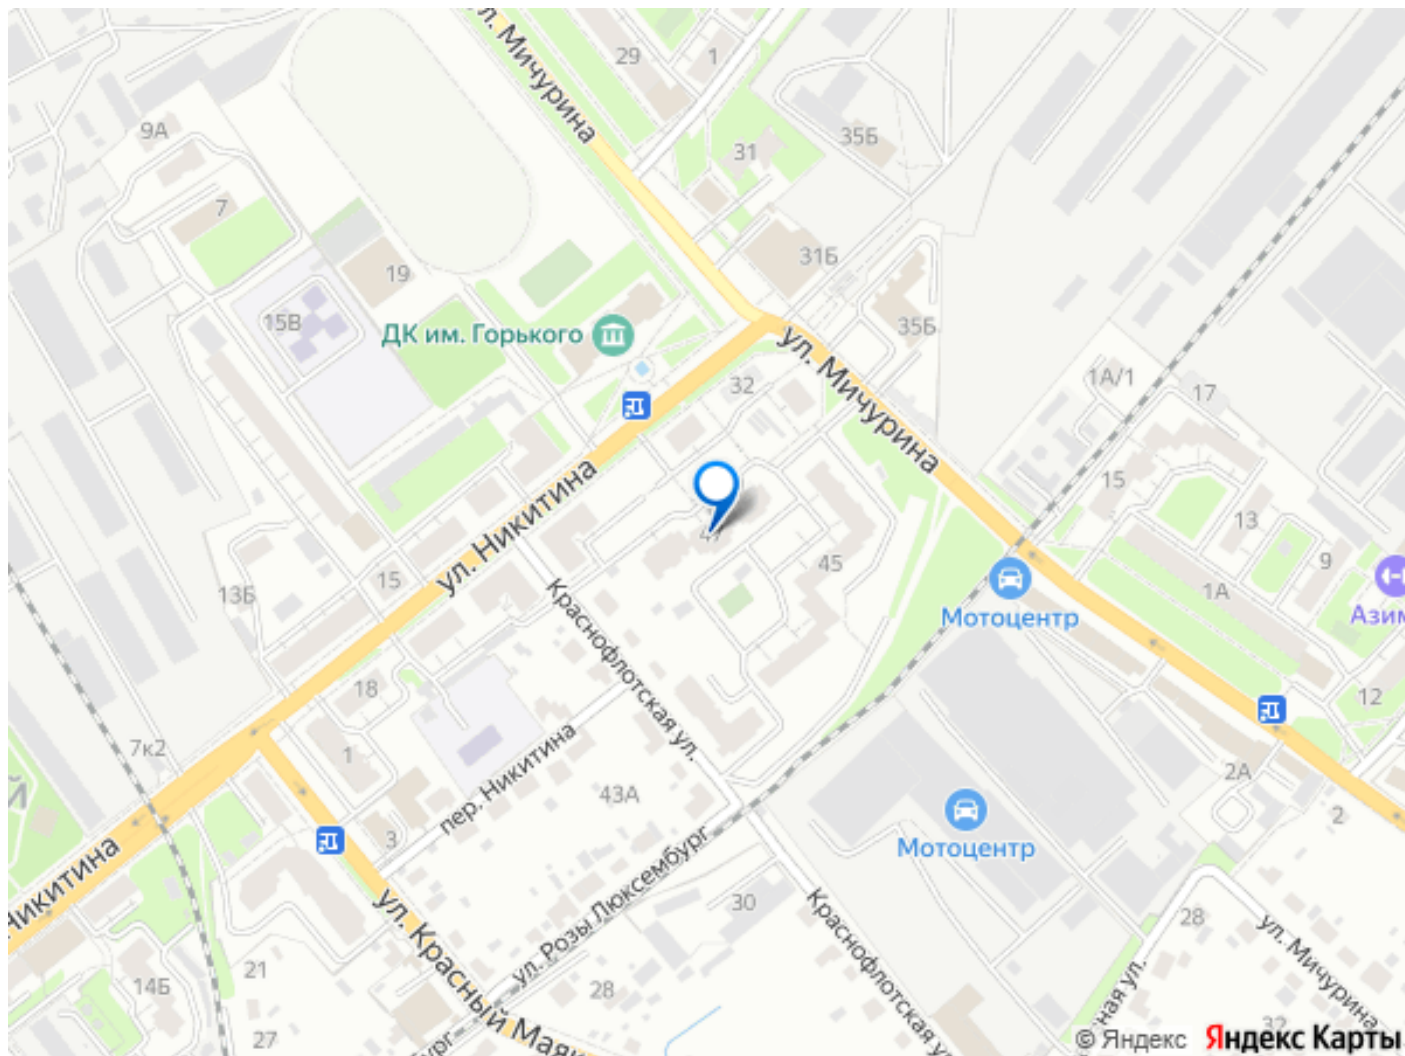 ул. Мичурина
29
1
9А
35Б
31
7
31Б
19
15В
ДК им. Горького
35Б
ул. Мичурина
32
1А/1
17
ул. Никитина
15
13
9
45
15
13Б
Краснофлотская ул.
1А
Мотоцентр
Азим
18
12
7к2
1
пер. Никитина
43А
2А
2
3
Мотоцентр
Никитина
ул. Розы Люксембург
30
Краснофлотская у
28
ул. Мичурина
ул. Красный Маяк
21
14Б
28
27
32
© Яндекс Яндекс Карты